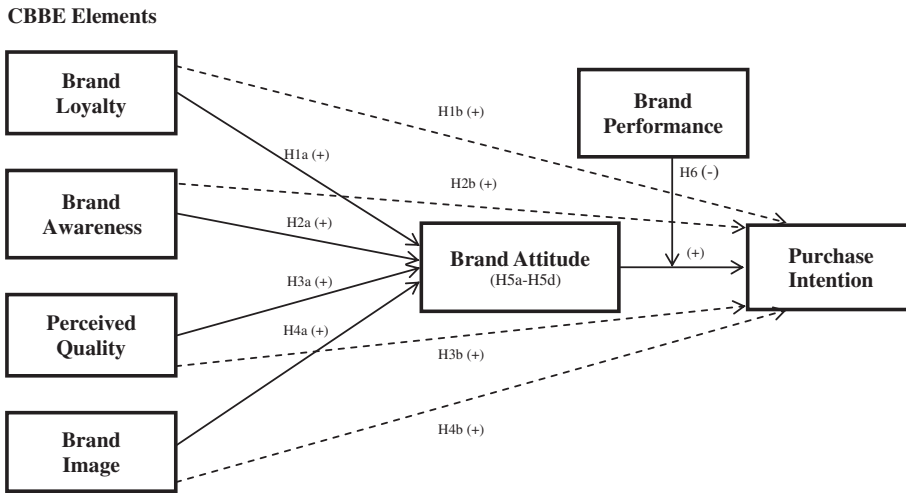 CBBE Elements
Brand
Loyalty
Brand
Performance
H1b (+)
H1a (+)
H6 (-)
Brand
Awareness
H2b (+)
H2a (+)
Brand Attitude
(H5a-H5d)
(+)
Purchase
Intention
H3a (+)
Perceived
Quality
H4a (+)
H3b (+)
H4b (+)
Brand
Image